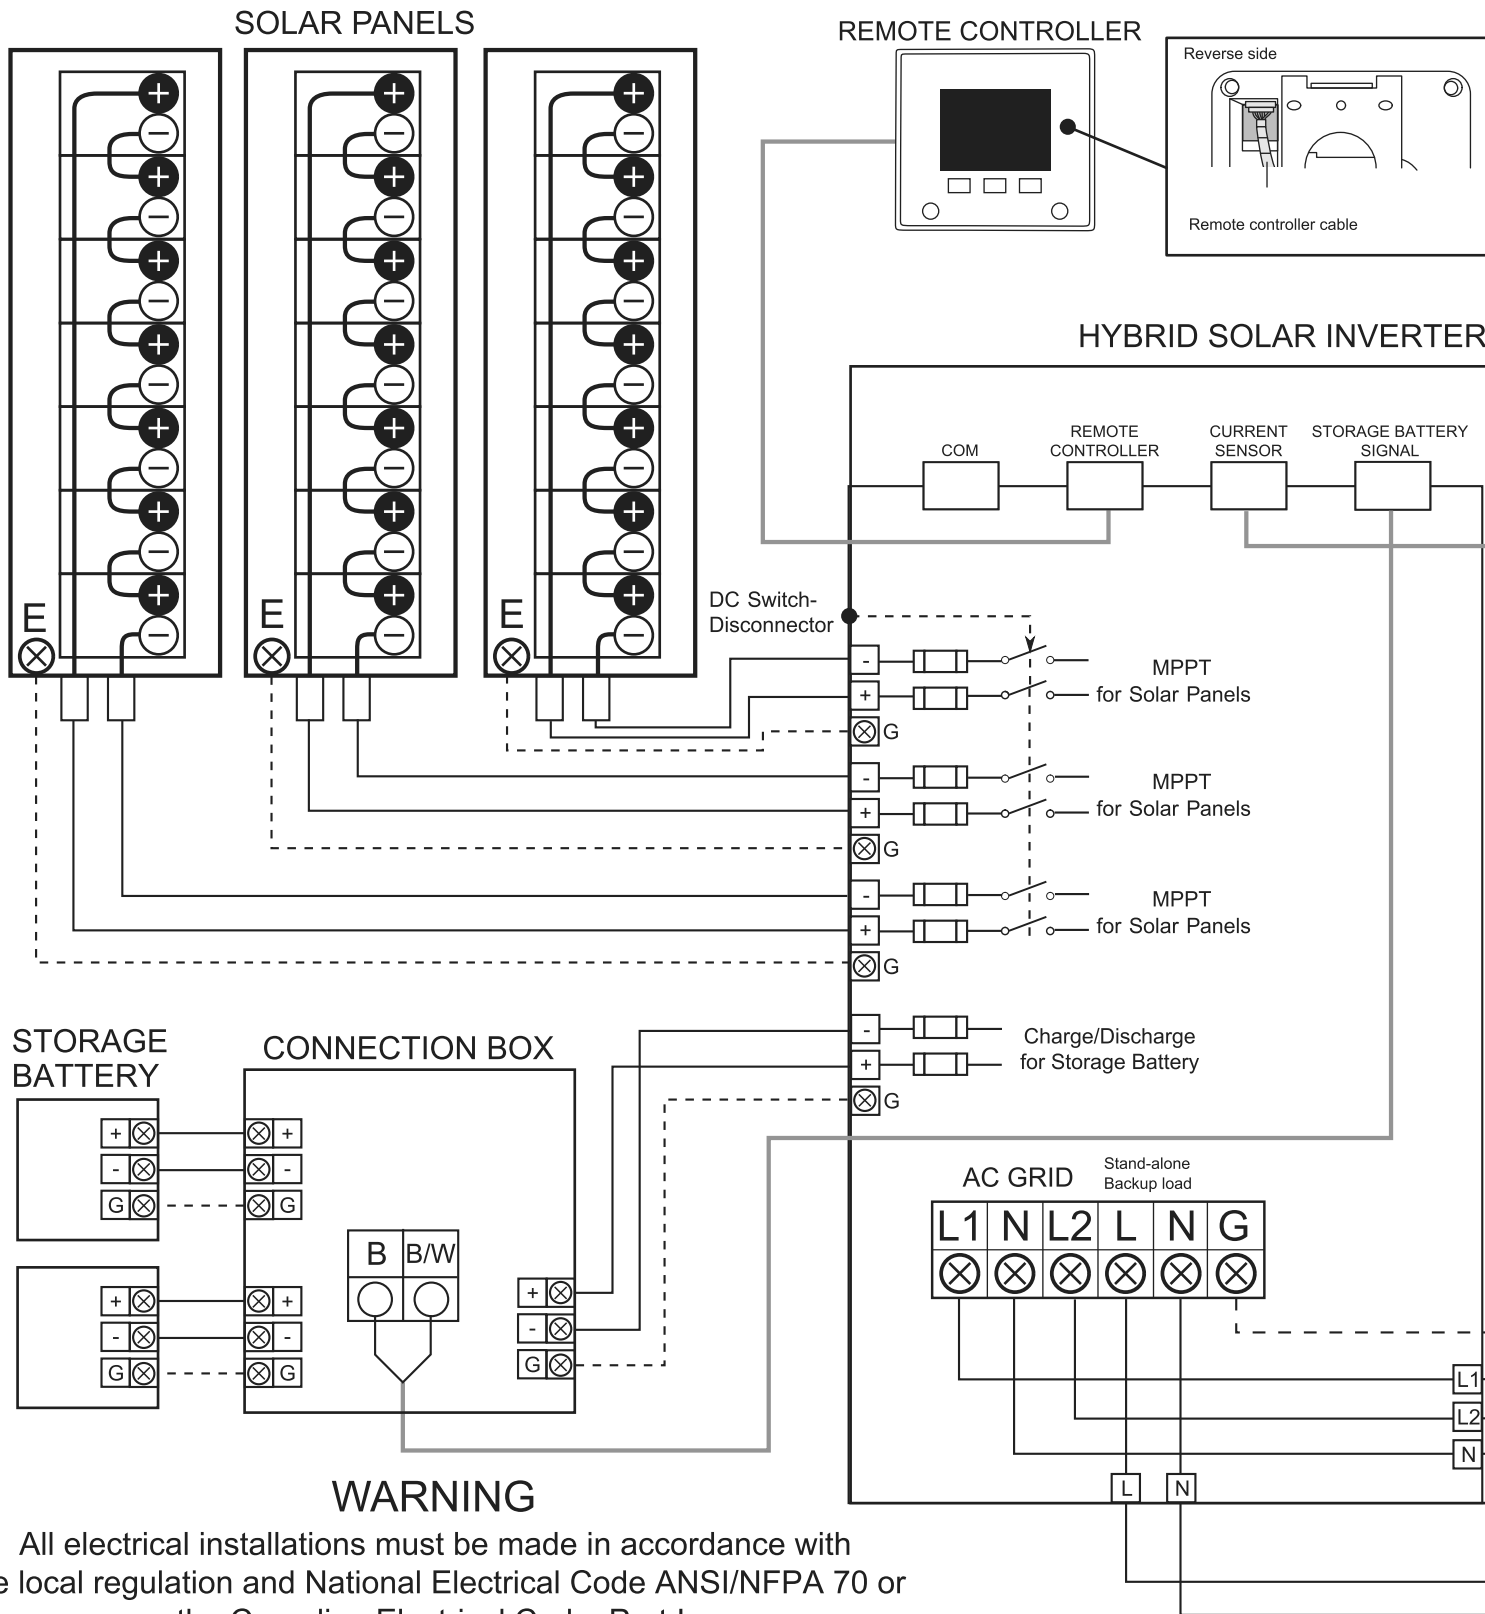 SOLAR PANELS
REMOTE CONTROLLER
Reverse side
Remote controller cable
+ + +
− − −
+ + +
− − −
+ + +
− − −
+ + +
− − −
+ + +
− − −
+ + +
− − −
+ + +
− − −
E E E
HYBRID SOLAR INVERTER
COM
REMOTE
CONTROLLER
CURRENT
SENSOR
STORAGE BATTERY
SIGNAL
DC Switch-
Disconnector
-
+
G
MPPT
for Solar Panels
-
+
G
MPPT
for Solar Panels
-
+
G
MPPT
for Solar Panels
-
+
G
Charge/Discharge
for Storage Battery
STORAGE
BATTERY
+
-
G
+
-
G
CONNECTION BOX
+
-
G
+
-
G
B B/W
+
-
G
AC GRID
Stand-alone
Backup load
L1 N L2 L N G
L1
L2
N
L N
WARNING
All electrical installations must be made in accordance with
local regulation and National Electrical Code ANSI/NFPA 70 or